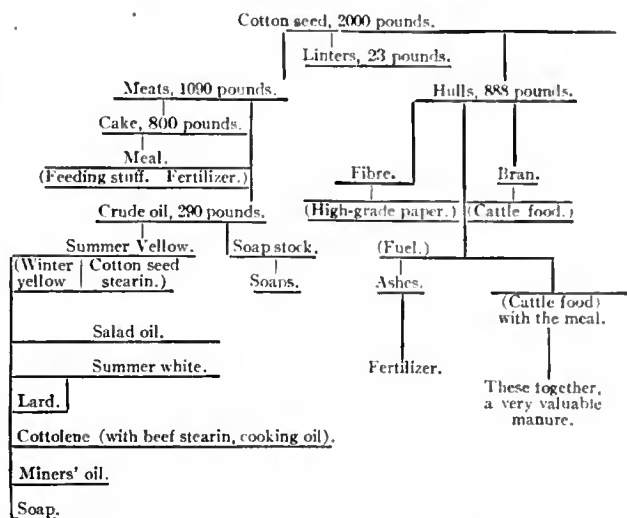 Cotton seed, 2000 pounds.
Linters, 23 pounds.
Meats, 1090 pounds.
Hulls, 888 pounds.
Cake, 800 pounds.
Meal.
(Feeding stuff. Fertilizer.)
Fibre.
Bran.
(High-grade paper.)
(Cattle food.)
Crude oil, 290 pounds.
Summer Yellow.
Soap stock.
(Fuel.)
(Winter yellow
Cotton seed stearin.)
Soaps.
Ashes.
(Cattle food)
with the meal.
Salad oil.
Summer white.
Fertilizer.
Lard.
These together,
a very valuable
manure.
Cottolene (with beef stearin, cooking oil).
Miners' oil.
Soap.